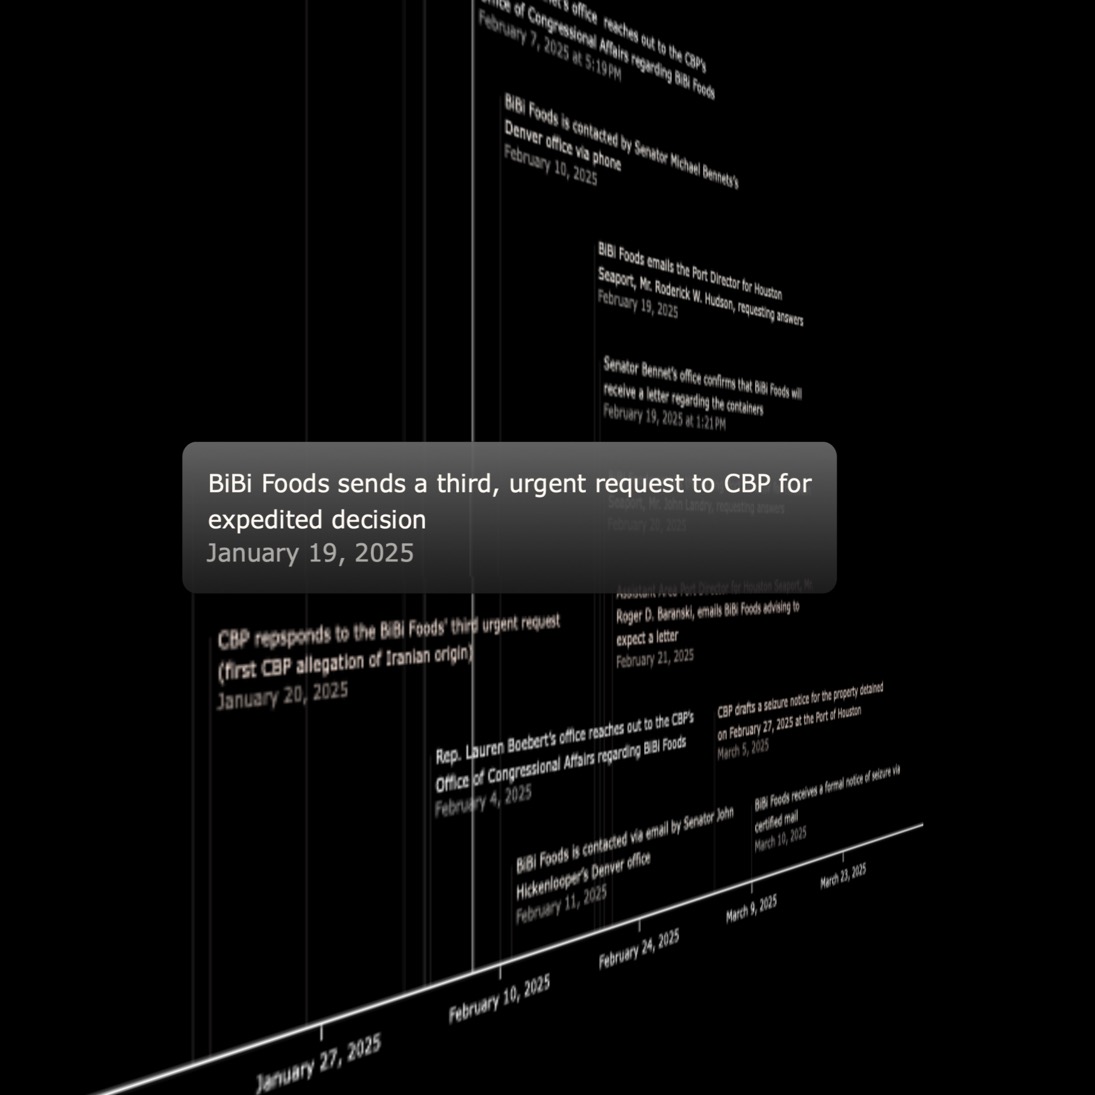 net's office reaches out to the CBP's
Office of Congressional Affairs regarding BiBi Foods
February 7, 2025 at 5:19PM
BiBi Foods is contacted by Senator Michael Bennets's
Denver office via phone
February 10, 2025
BiBi Foods emails the Port Director for Houston
Seaport, Mr. Roderick W. Hudson, requesting answers
February 19, 2025
Senator Bennet's office confirms that BiBi Foods will
receive a letter regarding the containers
February 19, 2025 at 1:21PM
BiBi Foods sends a third, urgent request to CBP for
expedited decision
January 19, 2025
Seaport, Mr. John Landry, requesting answers
February 20, 2025
Assistant Area Port Director for Houston Seaport, Mr.
Roger D. Baranski, emails BiBi Foods advising to
expect a letter
February 21, 2025
CBP repsponds to the BiBi Foods' third urgent request
(first CBP allegation of Iranian origin)
January 20, 2025
CBP drafts a seizure notice for the property detained
on February 27, 2025 at the Port of Houston
March 5, 2025
Rep. Lauren Boebert's office reaches out to the CBP's
Office of Congressional Affairs regarding BiBi Foods
February 4, 2025
BiBi Foods receives a formal notice of seizure via
certified mail
March 10, 2025
BiBi Foods is contacted via email by Senator John
Hickenlooper's Denver office
February 11, 2025
January 27, 2025
February 10, 2025
February 24, 2025
March 9, 2025
March 23, 2025